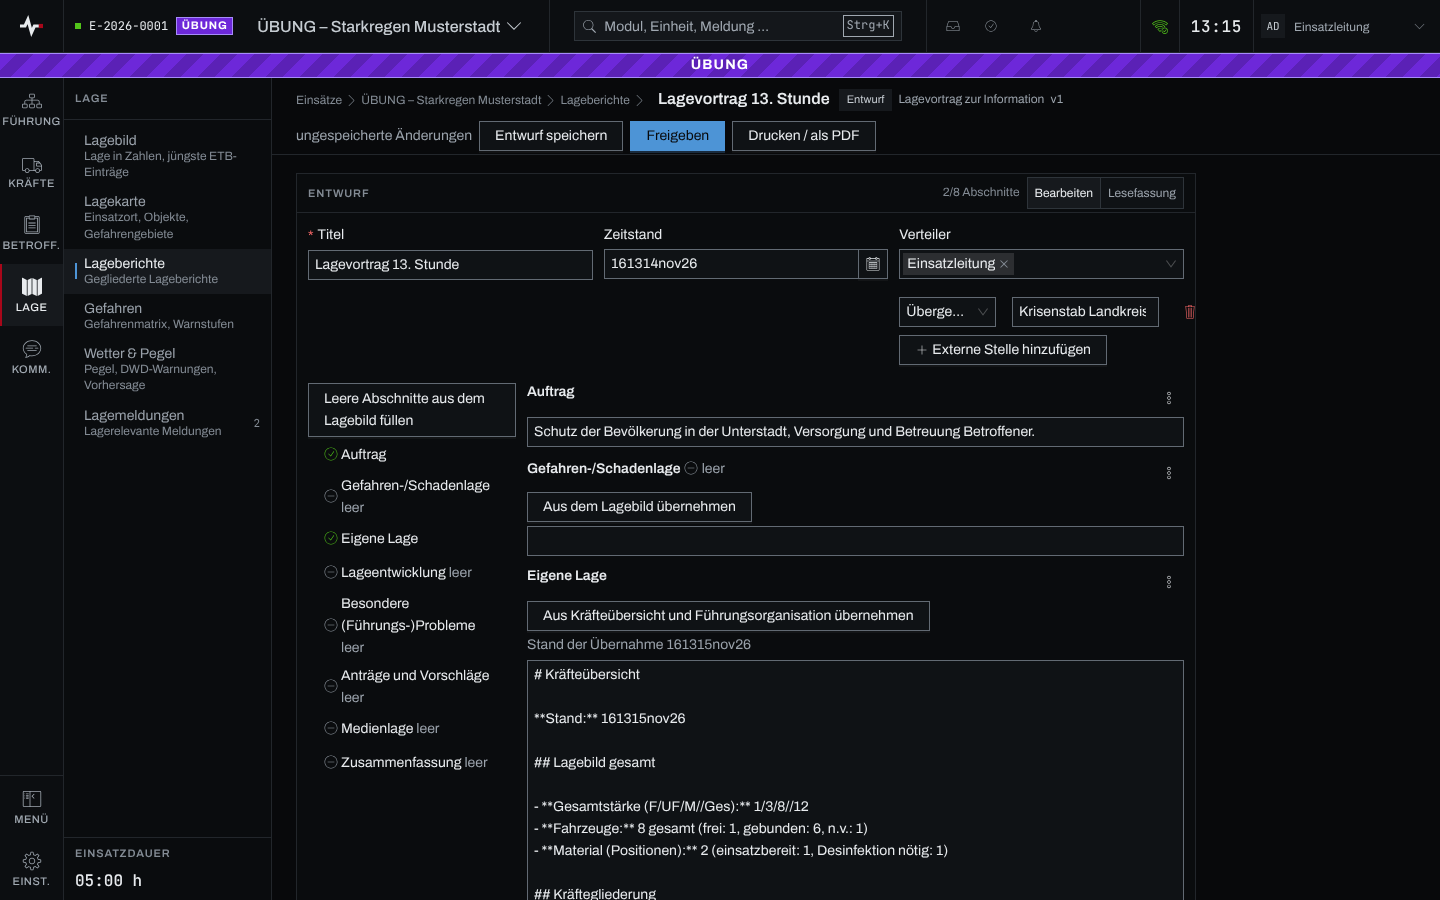 E-2026-0001 ÜBUNG ÜBUNG – Starkregen Musterstadt Modul, Einheit, Meldung ... Strg+K 13:15 AD Einsatzleitung
ÜBUNG
FÜHRUNG
KRÄFTE
BETROFF.
LAGE
KOMM.
MENÜ
EINST.
LAGE
Lagebild
Lage in Zahlen, jüngste ETB-
Einträge
Lagekarte
Einsatzort, Objekte,
Gefahrengebiete
Lageberichte
Gegliederte Lageberichte
Gefahren
Gefahrenmatrix, Warnstufen
Wetter & Pegel
Pegel, DWD-Warnungen,
Vorhersage
Lagemeldungen
Lagerelevante Meldungen 2
EINSATZDAUER
05:00 h
Einsätze ÜBUNG – Starkregen Musterstadt Lageberichte Lagevortrag 13. Stunde Entwurf Lagevortrag zur Information v1
ungespeicherte Änderungen Entwurf speichern Freigeben Drucken / als PDF
ENTWURF 2/8 Abschnitte Bearbeiten Lesefassung
* Titel Zeitstand Verteiler
Lagevortrag 13. Stunde 161314nov26 Einsatzleitung
Überge... Krisenstab Landkreis
Externe Stelle hinzufügen
Leere Abschnitte aus dem
Lagebild füllen
Auftrag
Gefahren-/Schadenlage
leer
Eigene Lage
Lageentwicklung leer
Besondere
(Führungs-)Probleme
leer
Anträge und Vorschläge
leer
Medienlage leer
Zusammenfassung leer
Auftrag
Schutz der Bevölkerung in der Unterstadt, Versorgung und Betreuung Betroffener.
Gefahren-/Schadenlage leer
Aus dem Lagebild übernehmen
Eigene Lage
Aus Kräfteübersicht und Führungsorganisation übernehmen
Stand der Übernahme 161315nov26
# Kräfteübersicht
**Stand:** 161315nov26
## Lagebild gesamt
- **Gesamtstärke (F/UF/M//Ges):** 1/3/8//12
- **Fahrzeuge:** 8 gesamt (frei: 1, gebunden: 6, n.v.: 1)
- **Material (Positionen):** 2 (einsatzbereit: 1, Desinfektion nötig: 1)
## Kräftegliederung